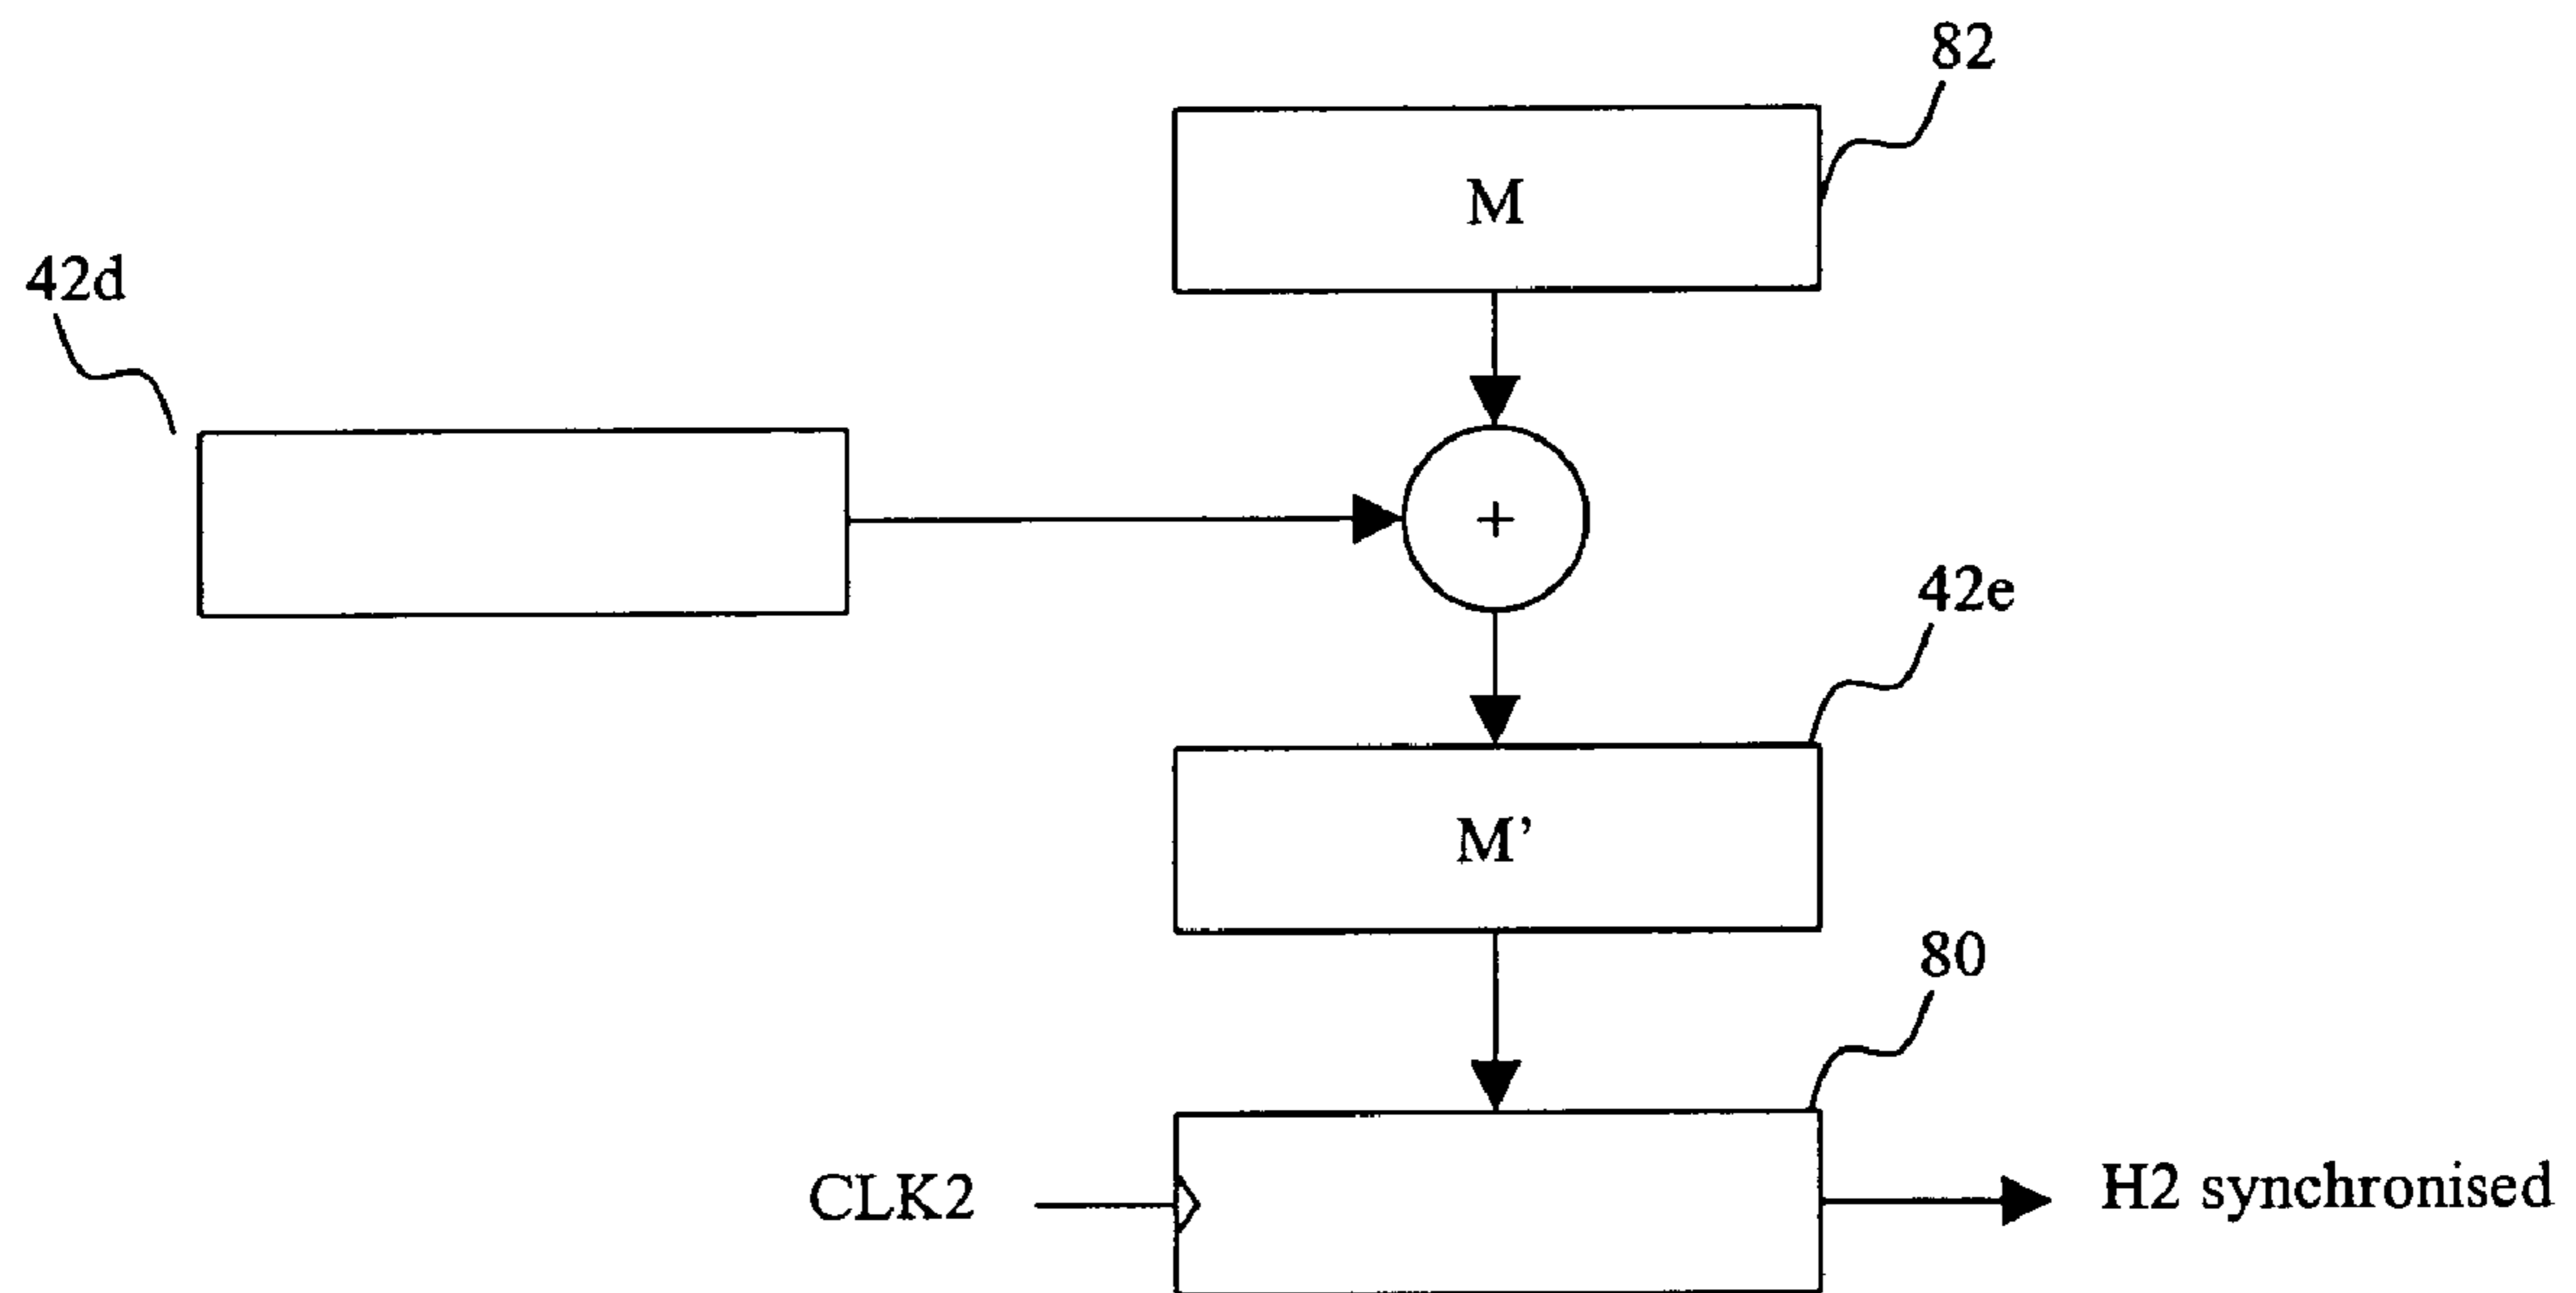 82
M
42d
+
42e
M’
80
CLK2
H2 synchronised